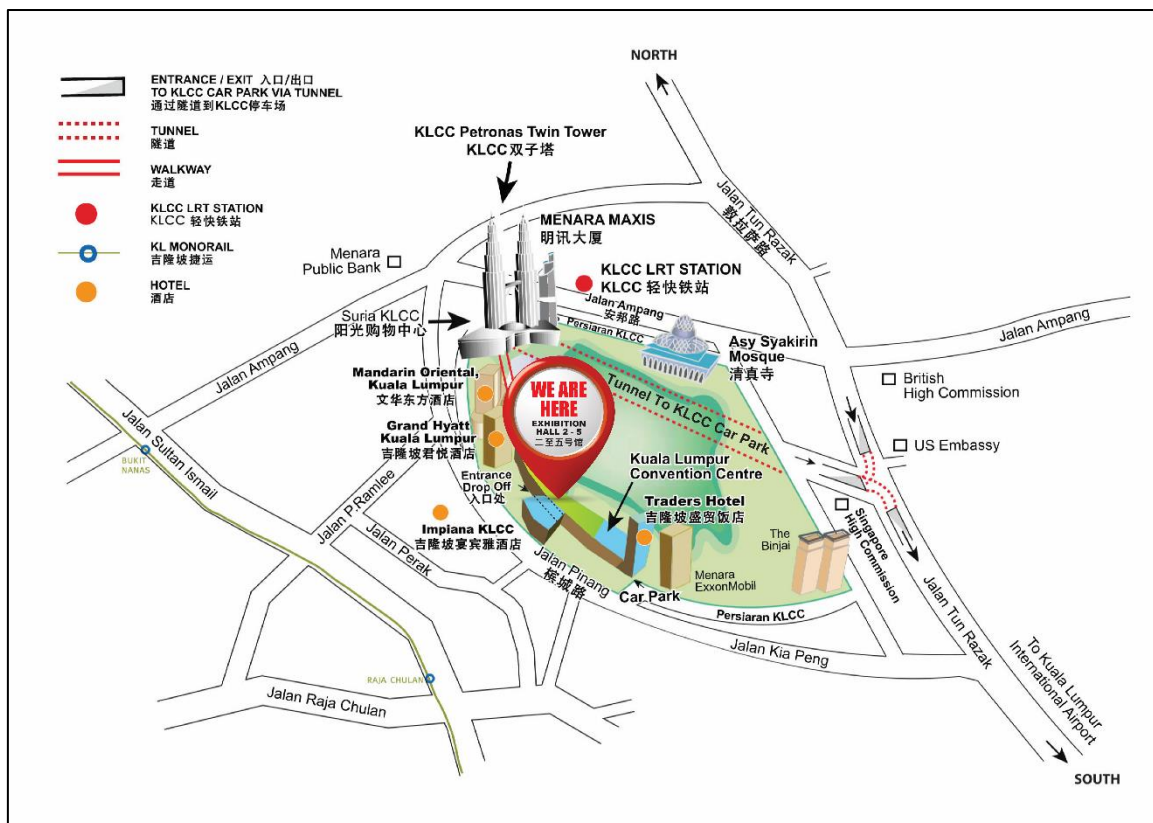 ENTRANCE / EXIT 入口/出口
TO KLCC CAR PARK VIA TUNNEL
通过隧道到KLCC停车场
TUNNEL
隧道
WALKWAY
走道
KLCC LRT STATION
KLCC 轻快铁站
KL MONORAIL
吉隆坡捷运
HOTEL
酒店
NORTH
KLCC Petronas Twin Tower
KLCC 双子塔
MENARA MAXIS
明讯大厦
Menara
Public Bank
KLCC LRT STATION
KLCC 轻快铁站
Jalan Tun Razak
敦拉萨路
Jalan Ampang
安邦路
Persiaran KLCC
Suria KLCC
阳光购物中心
Asy Syakirin
Mosque
清真寺
Jalan Ampang
Jalan Ampang
Mandarin Oriental,
Kuala Lumpur
文华东方酒店
WE ARE
HERE
EXHIBITION
HALL 2 - 5
二至五号馆
Tunnel To KLCC Car Park
British
High Commission
US Embassy
Grand Hyatt
Kuala Lumpur
吉隆坡君悦酒店
Jalan Sultan Ismail
BUKIT
NANAS
Kuala Lumpur
Convention Centre
Entrance
Drop Off
入口处
Traders Hotel
吉隆坡盛贸饭店
Jalan P.Ramlee
Impiana KLCC
吉隆坡宴宾雅酒店
Jalan Perak
Singapore
High Commission
The
Binjai
Jalan Pinang
槟城路
Menara
ExxonMobil
Car Park
Persiaran KLCC
Jalan Kia Peng
Jalan Tun Razak
To Kuala Lumpur
International Airport
RAJA CHULAN
Jalan Raja Chulan
SOUTH